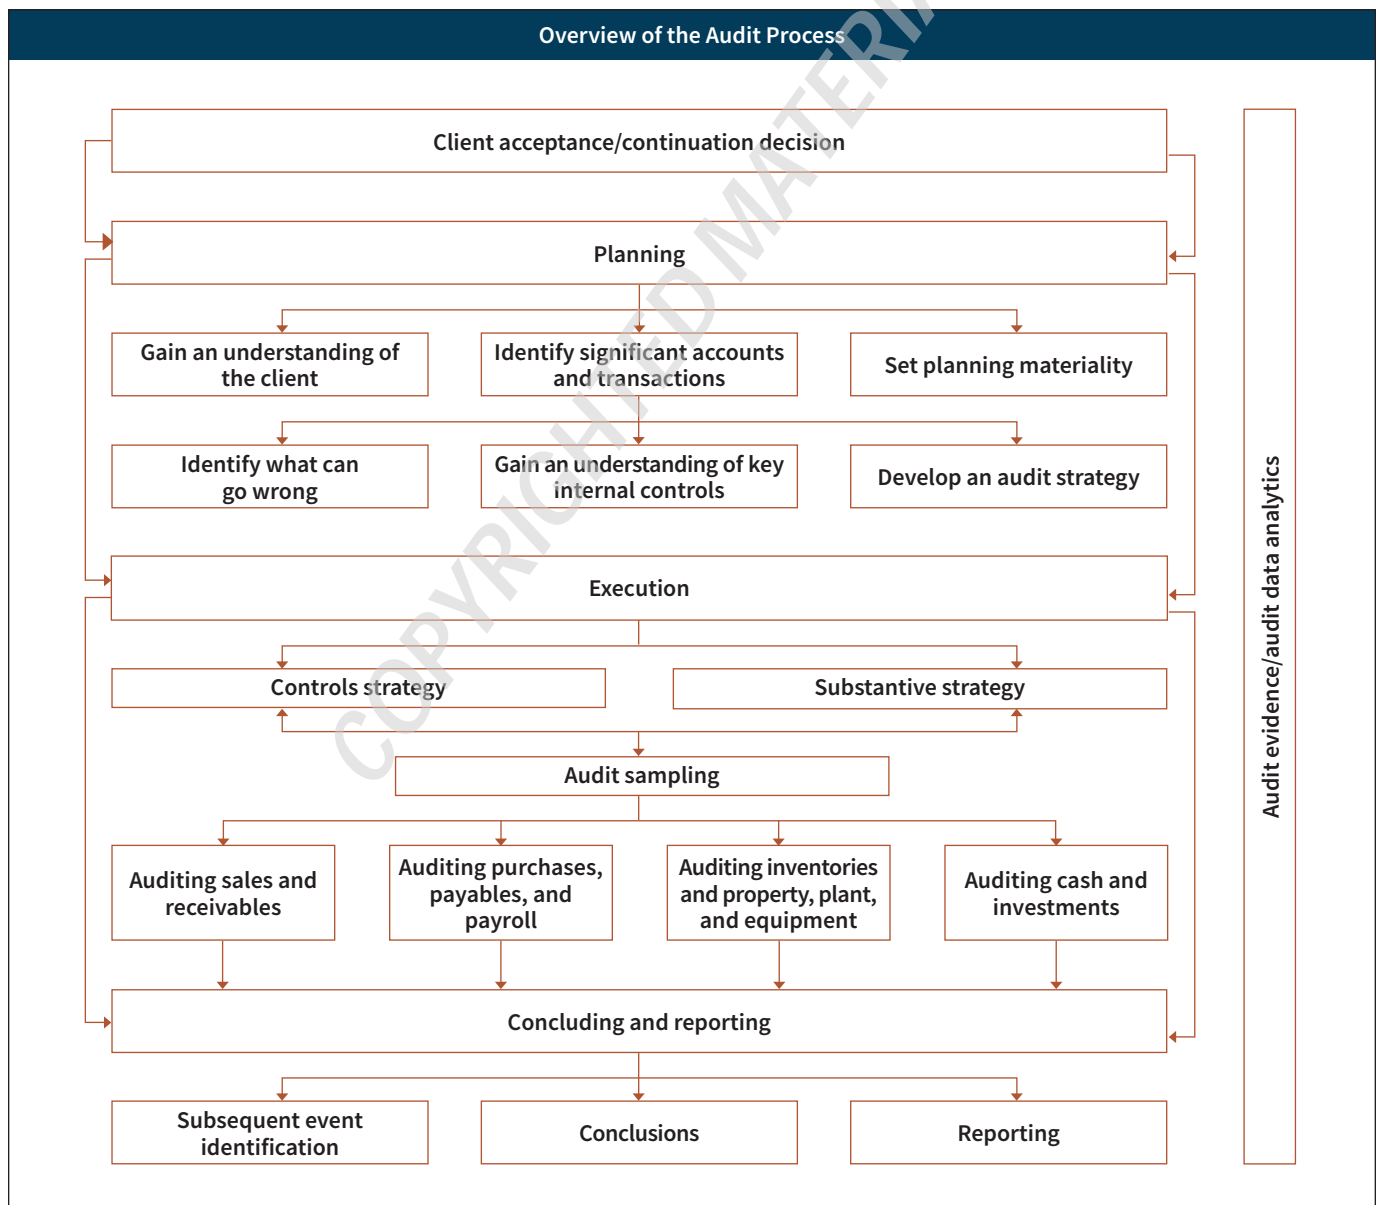 Overview of the Audit Process
Client acceptance/continuation decision
Planning
Gain an understanding of
the client
Identify significant accounts
and transactions
Set planning materiality
Identify what can
go wrong
Gain an understanding of key
internal controls
Develop an audit strategy
Execution
Controls strategy
Substantive strategy
Audit sampling
Auditing sales and
receivables
Auditing purchases,
payables, and
payroll
Auditing inventories
and property, plant,
and equipment
Auditing cash and
investments
Concluding and reporting
Subsequent event
identification
Conclusions
Reporting
Audit evidence/audit data analytics
COPYRIGHTED MATERIA